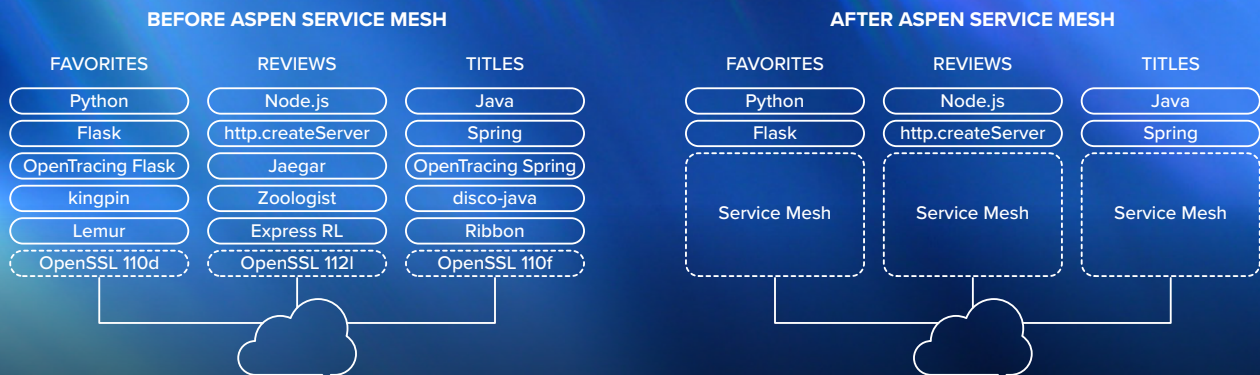 BEFORE ASPEN SERVICE MESH
FAVORITES
REVIEWS
TITLES
Python
Node.js
Java
Flask
http.createServer
Spring
OpenTracing Flask
Jaegar
OpenTracing Spring
kingpin
Zoologist
disco-java
Lemur
Express RL
Ribbon
OpenSSL 110d
OpenSSL 112l
OpenSSL 110f
AFTER ASPEN SERVICE MESH
FAVORITES
REVIEWS
TITLES
Python
Node.js
Java
Flask
http.createServer
Spring
Service Mesh
Service Mesh
Service Mesh